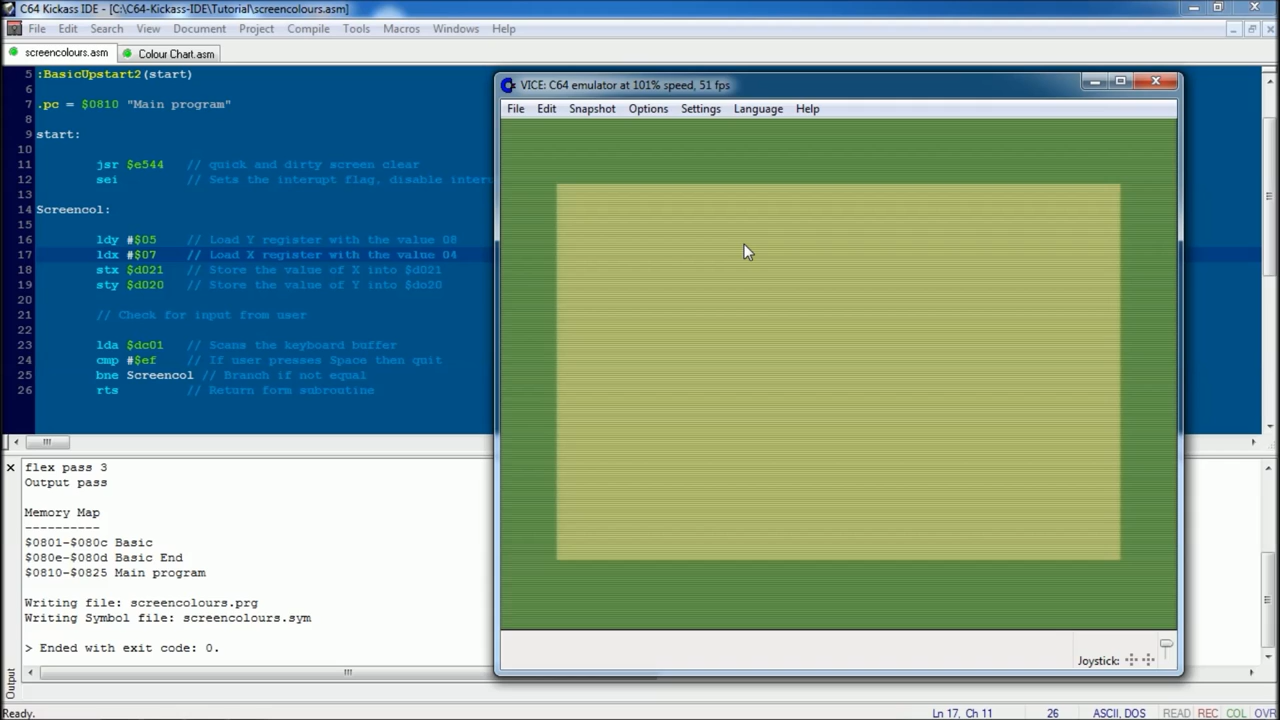 C64 Kickass IDE - [C:\C64-Kickass-IDE\Tutorial\screencolours.asm]
File Edit Search View Document Project Compile Tools Macros Windows Help
screencolours.asm Colour Chart.asm
5 :BasicUpstart2(start)
6
7 .pc = $0810 "Main program"
8
9 start:
10
11 jsr $e544 // quick and dirty screen clear
12 sei // Sets the interupt flag, disable inter
13
14 Screencol:
15
16 ldy #$05 // Load Y register with the value 08
17 ldx #$07 // Load X register with the value 04
18 stx $d021 // Store the value of X into $d021
19 sty $d020 // Store the value of Y into $do20
20
21 // Check for input from user
22
23 lda $dc01 // Scans the keyboard buffer
24 cmp #$ef // If user presses Space then quit
25 bne Screencol // Branch if not equal
26 rts // Return form subroutine
VICE: C64 emulator at 101% speed, 51 fps
File Edit Snapshot Options Settings Language Help
Joystick:
flex pass 3
Output pass
Memory Map
----------
$0801-$080c Basic
$080e-$080d Basic End
$0810-$0825 Main program
Writing file: screencolours.prg
Writing Symbol file: screencolours.sym
> Ended with exit code: 0.
Output
Ready. Ln 17, Ch 11 26 ASCII, DOS READ REC COL OVR